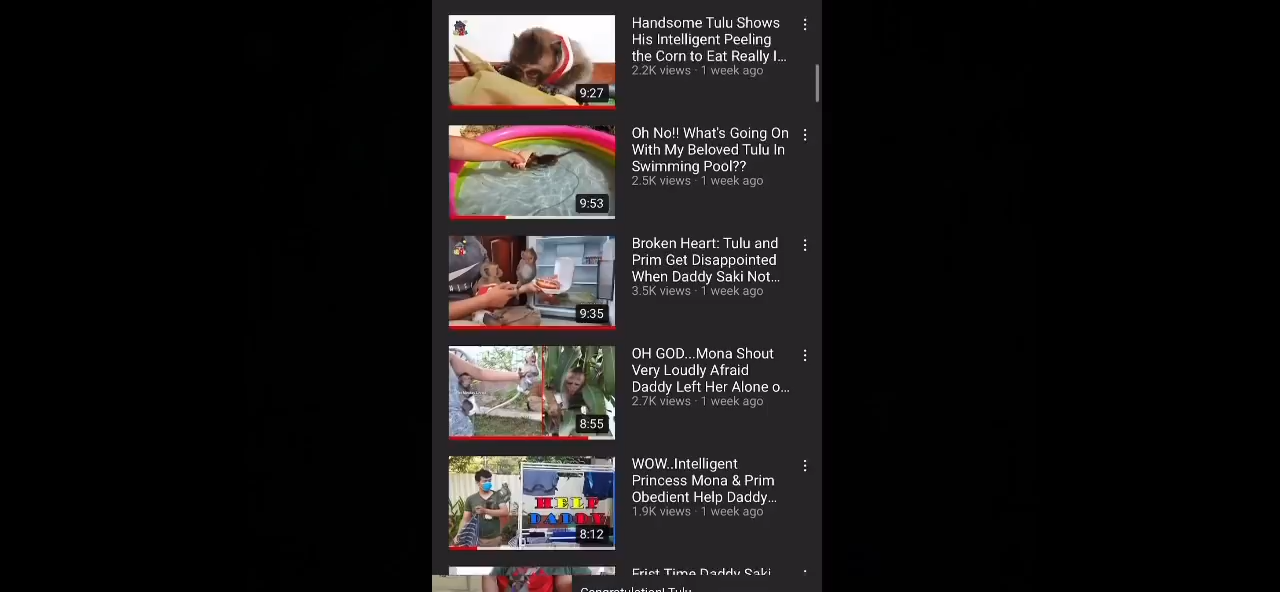 Handsome Tulu Shows
His Intelligent Peeling
the Corn to Eat Really I...
2.2K views · 1 week ago
9:27
Oh No!! What's Going On
With My Beloved Tulu In
Swimming Pool??
2.5K views · 1 week ago
9:53
Broken Heart: Tulu and
Prim Get Disappointed
When Daddy Saki Not...
3.5K views · 1 week ago
9:35
OH GOD...Mona Shout
Very Loudly Afraid
Daddy Left Her Alone o...
2.7K views · 1 week ago
8:55
WOW..Intelligent
Princess Mona & Prim
Obedient Help Daddy...
1.9K views · 1 week ago
HELP
DADDY
8:12
Frist Time Daddy Saki
Congratulation! Tulu